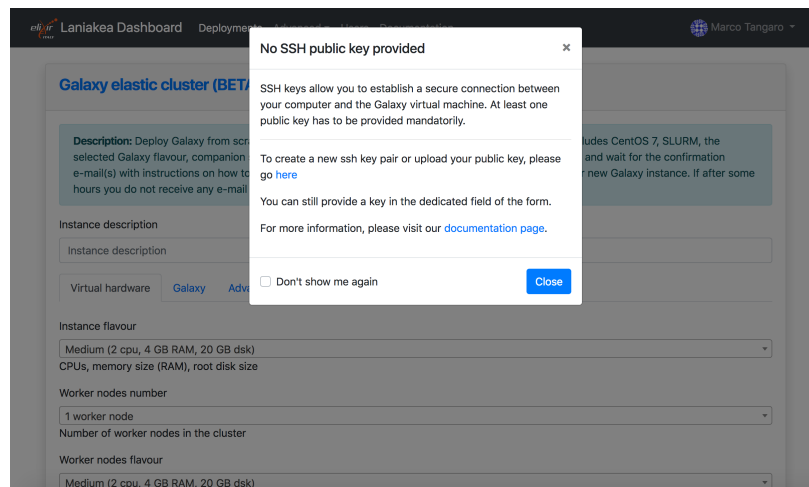 elixir Laniakea Dashboard Deployments Advanced Users Documentation Marco Tangaro
No SSH public key provided ×
Galaxy elastic cluster (BETA
SSH keys allow you to establish a secure connection between
your computer and the Galaxy virtual machine. At least one
public key has to be provided mandatorily.
Description: Deploy Galaxy from scr ludes CentOS 7, SLURM, the
selected Galaxy flavour, companion and wait for the confirmation
e-mail(s) with instructions on how to r new Galaxy instance. If after some
hours you do not receive any e-mail
To create a new ssh key pair or upload your public key, please
go here
You can still provide a key in the dedicated field of the form.
For more information, please visit our documentation page.
Instance description
Instance description
Don't show me again Close
Virtual hardware Galaxy Adva
Instance flavour
Medium (2 cpu, 4 GB RAM, 20 GB dsk)
CPUs, memory size (RAM), root disk size
Worker nodes number
1 worker node
Number of worker nodes in the cluster
Worker nodes flavour
Medium (2 cpu, 4 GB RAM, 20 GB dsk)